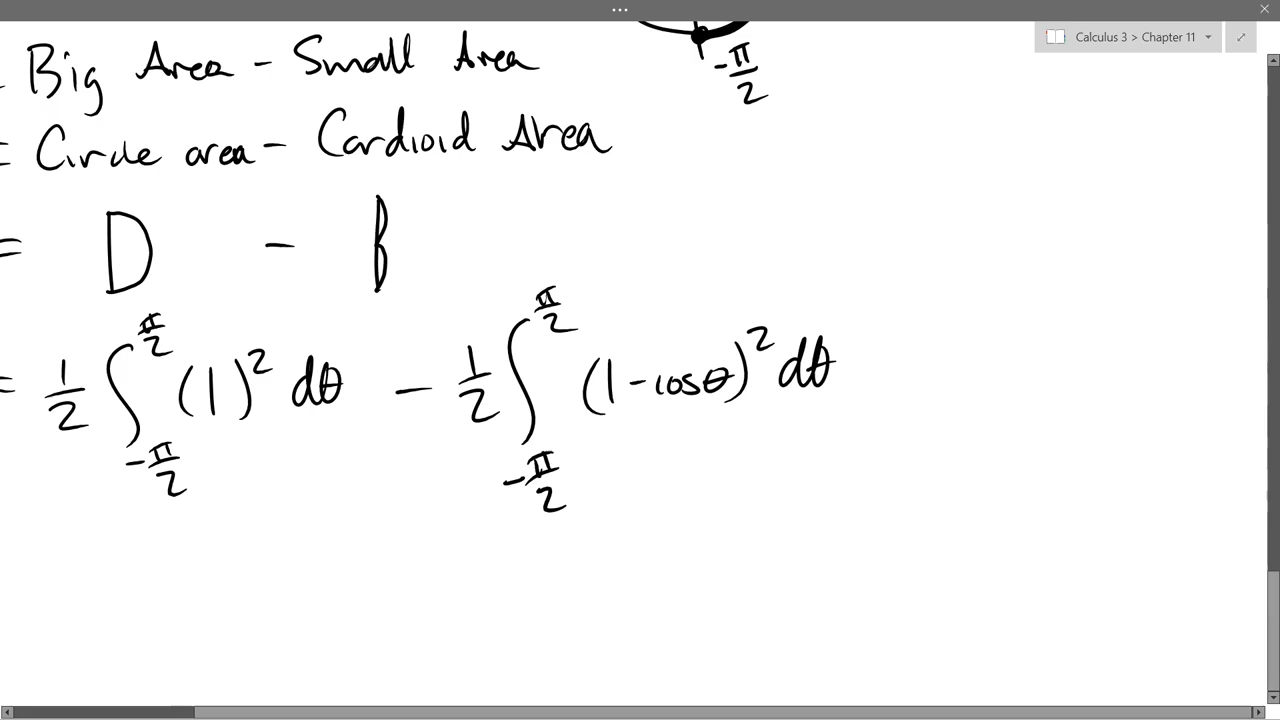 Calculus 3 > Chapter 11
-π/2
Big Area - Small Area
= Circle area - Cardioid Area
= D - B
= 1/2 ∫_{-π/2}^{π/2} (1)^2 dθ - 1/2 ∫_{-π/2}^{π/2} (1 - cosθ)^2 dθ